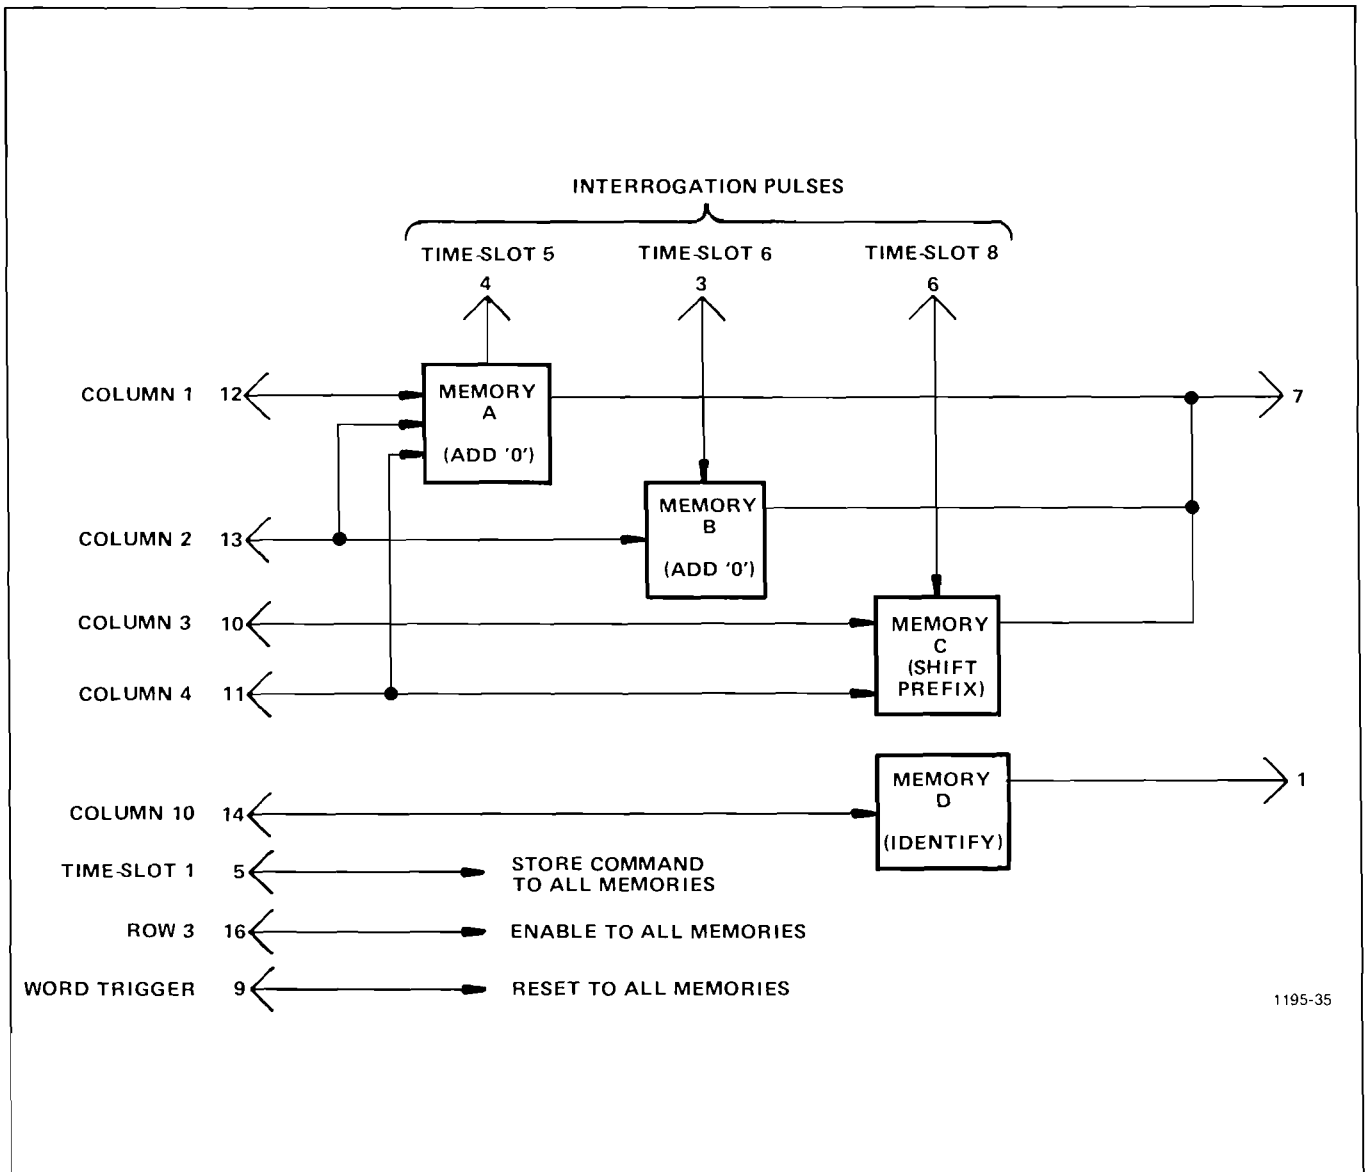 INTERROGATION PULSES
TIME-SLOT 5
4
TIME-SLOT 6
3
TIME-SLOT 8
6
COLUMN 1 12
MEMORY
A
(ADD '0')
7
COLUMN 2 13
MEMORY
B
(ADD '0')
COLUMN 3 10
COLUMN 4 11
MEMORY
C
(SHIFT
PREFIX)
COLUMN 10 14
MEMORY
D
(IDENTIFY)
1
TIME-SLOT 1 5
STORE COMMAND
TO ALL MEMORIES
ROW 3 16
ENABLE TO ALL MEMORIES
WORD TRIGGER 9
RESET TO ALL MEMORIES
1195-35